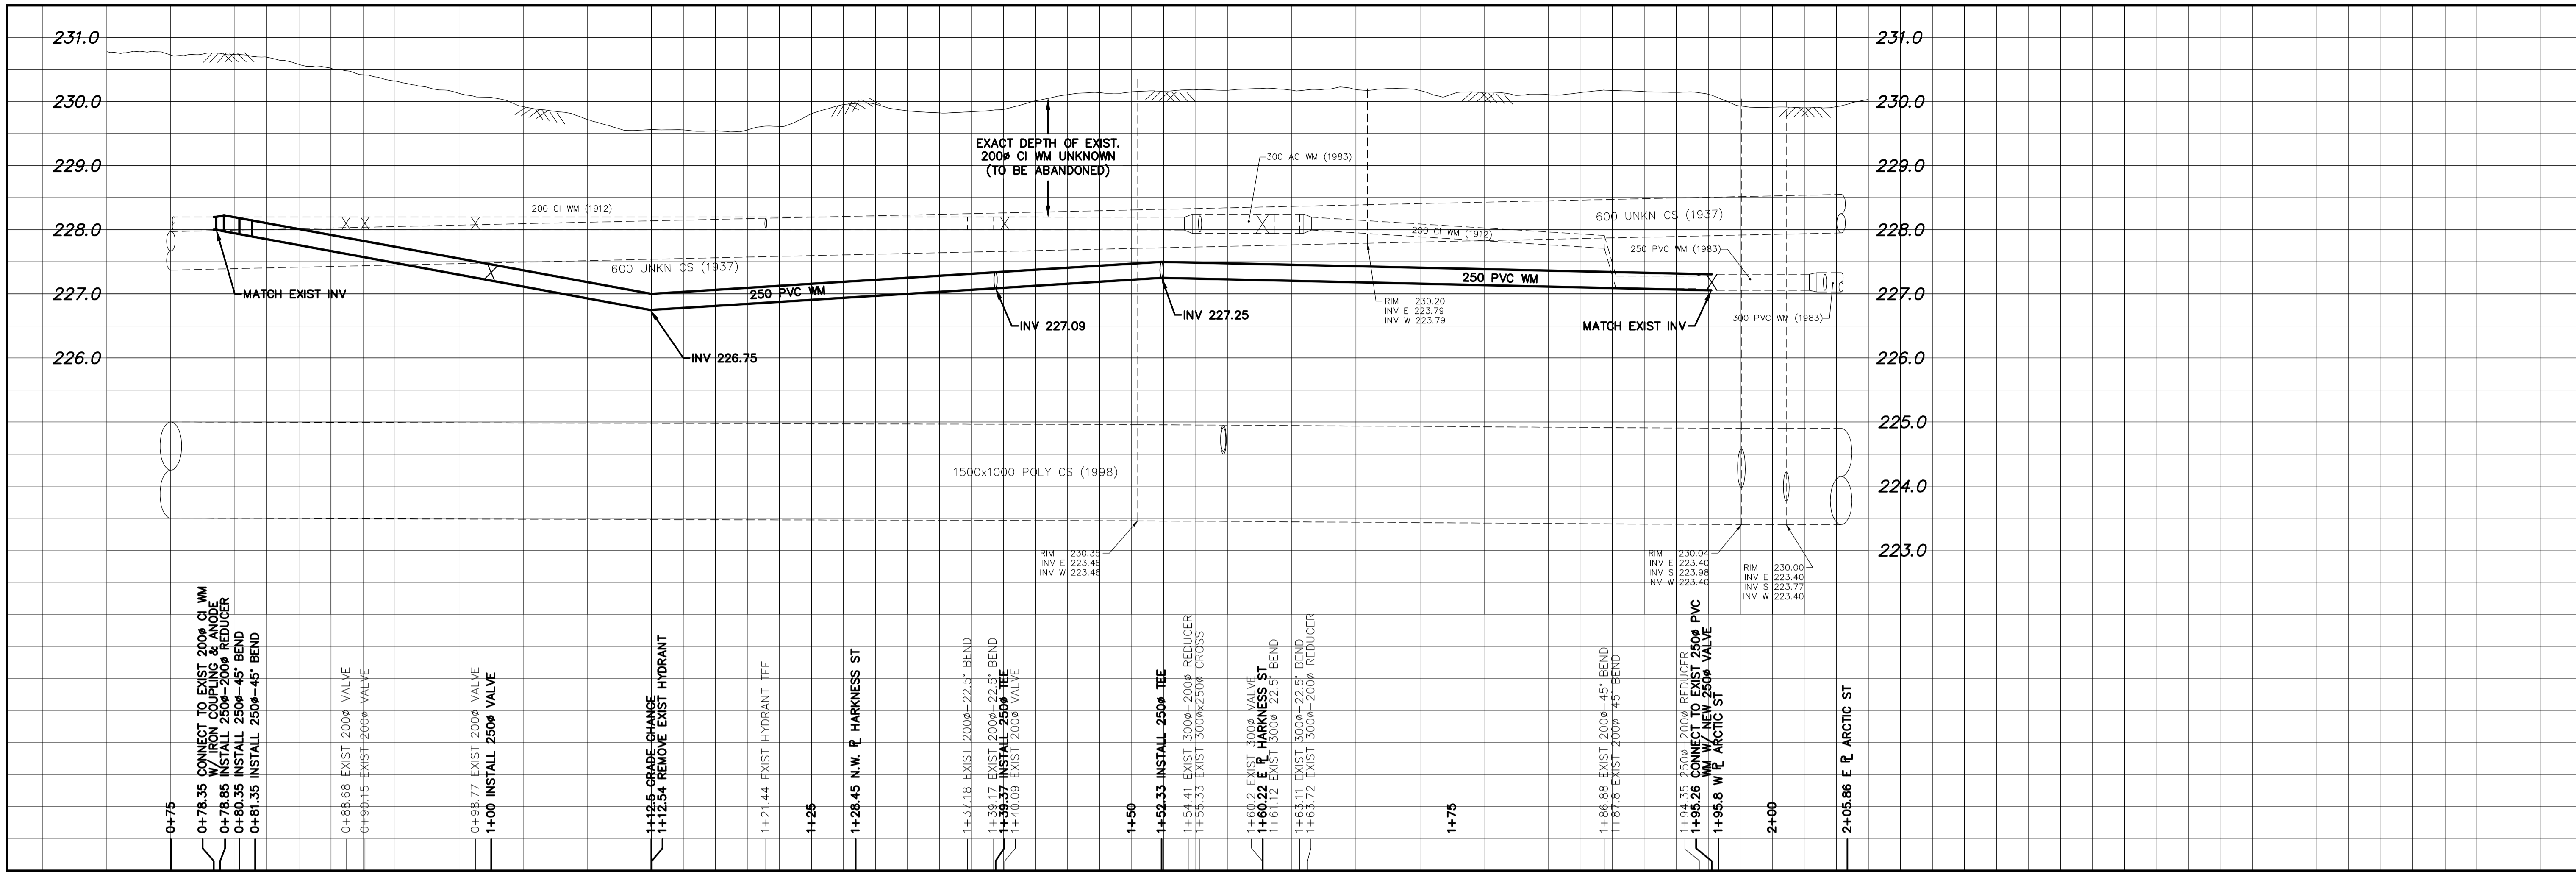 231.0
231.0
230.0
230.0
EXACT DEPTH OF EXIST.
200ø CI WM UNKNOWN
(TO BE ABANDONED)
300 AC WM (1983)
229.0
229.0
200 CI WM (1912)
600 UNKN CS (1937)
228.0
228.0
200 CI WM (1912)
250 PVC WM (1983)
600 UNKN CS (1937)
250 PVC WM
250 PVC WM
227.0
227.0
MATCH EXIST INV
INV 227.09
INV 227.25
RIM 230.20
INV E 223.79
INV W 223.79
MATCH EXIST INV
300 PVC WM (1983)
226.0
226.0
INV 226.75
225.0
225.0
1500x1000 POLY CS (1998)
224.0
224.0
223.0
223.0
RIM 230.35
INV E 223.46
INV W 223.46
RIM 230.04
INV E 223.40
INV S 223.98
INV W 223.40
RIM 230.00
INV E 223.40
INV S 223.77
INV W 223.40
0+75
0+78.35 CONNECT TO EXIST 200ø CI WM
W/ IRON COUPLING & ANODE
0+78.85 INSTALL 250ø-200ø REDUCER
0+80.35 INSTALL 250ø-45° BEND
0+81.35 INSTALL 250ø-45° BEND
0+88.68 EXIST 200ø VALVE
0+90.15 EXIST 200ø VALVE
0+98.77 EXIST 200ø VALVE
1+00 INSTALL 250ø VALVE
1+12.5 GRADE CHANGE
1+12.54 REMOVE EXIST HYDRANT
1+21.44 EXIST HYDRANT TEE
1+25
1+28.45 N.W. PL HARKNESS ST
1+37.18 EXIST 200ø-22.5° BEND
1+39.17 EXIST 200ø-22.5° BEND
1+39.37 INSTALL 250ø TEE
1+40.09 EXIST 200ø VALVE
1+50
1+52.33 INSTALL 250ø TEE
1+54.41 EXIST 300ø-200ø REDUCER
1+55.33 EXIST 300øx250ø CROSS
1+60.2 EXIST 300ø VALVE
1+60.22 E PL HARKNESS ST
1+61.12 EXIST 300ø-22.5° BEND
1+63.11 EXIST 300ø-22.5° BEND
1+63.72 EXIST 300ø-200ø REDUCER
1+75
1+86.88 EXIST 200ø-45° BEND
1+87.8 EXIST 200ø-45° BEND
1+94.35 250ø-200ø REDUCER
1+95.26 CONNECT TO EXIST 250ø PVC
WM W/ NEW 250ø VALVE
1+95.8 W PL ARCTIC ST
2+00
2+05.86 E PL ARCTIC ST